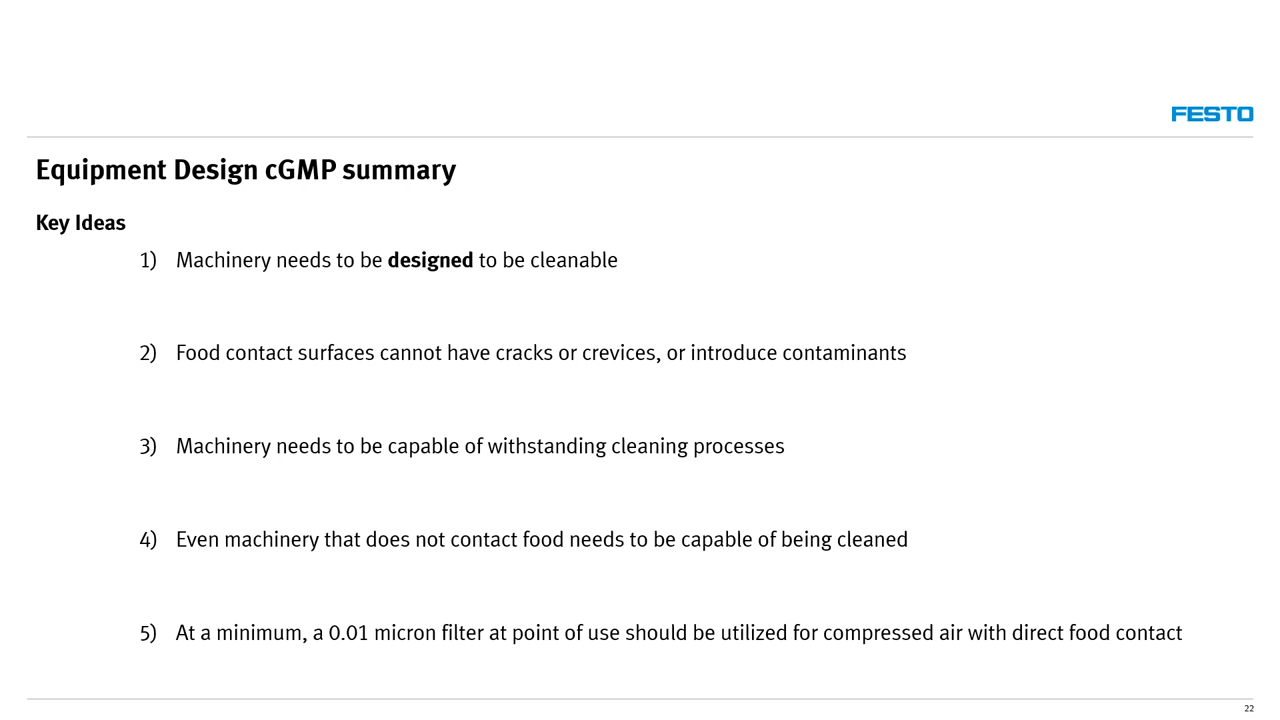 FESTO
Equipment Design cGMP summary
Key Ideas
1) Machinery needs to be designed to be cleanable
2) Food contact surfaces cannot have cracks or crevices, or introduce contaminants
3) Machinery needs to be capable of withstanding cleaning processes
4) Even machinery that does not contact food needs to be capable of being cleaned
5) At a minimum, a 0.01 micron filter at point of use should be utilized for compressed air with direct food contact
22